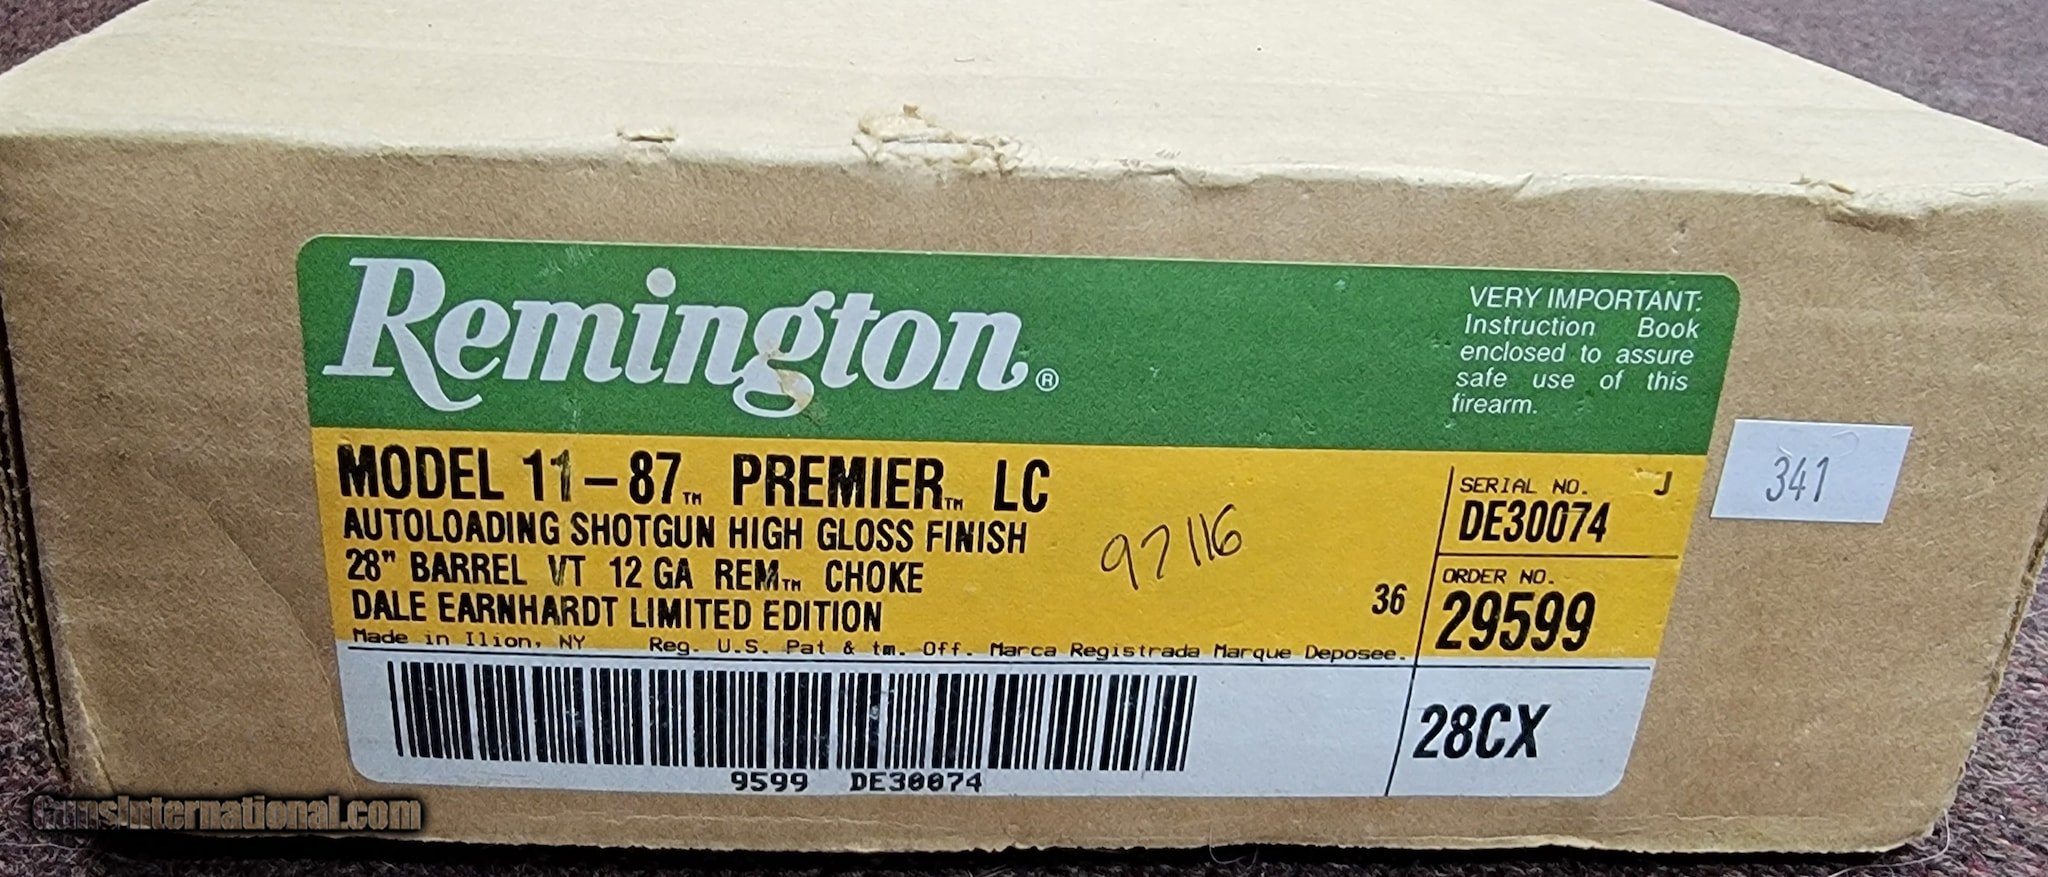 Remington®
VERY IMPORTANT:
Instruction Book
enclosed to assure
safe use of this
firearm.
MODEL 11-87™ PREMIER™ LC
AUTOLOADING SHOTGUN HIGH GLOSS FINISH
28" BARREL VT 12 GA REM™ CHOKE
DALE EARNHARDT LIMITED EDITION
97116
36
Made in Ilion, NY Reg. U.S. Pat & tm. Off. Marca Registrada Marque Deposee.
SERIAL NO. J
DE30074
ORDER NO.
29599
28CX
9599 DE30074
341
GunsInternational.com